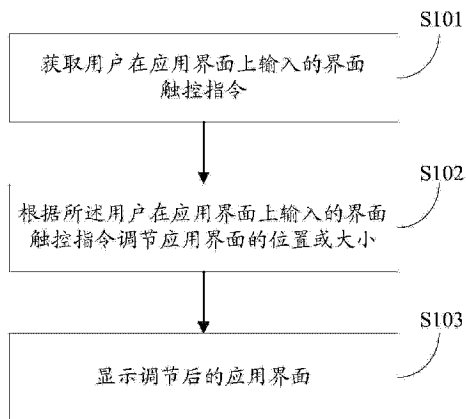 S101
获取用户在应用界面上输入的界面
触控指令
S102
根据所述用户在应用界面上输入的界面
触控指令调节应用界面的位置或大小
S103
显示调节后的应用界面